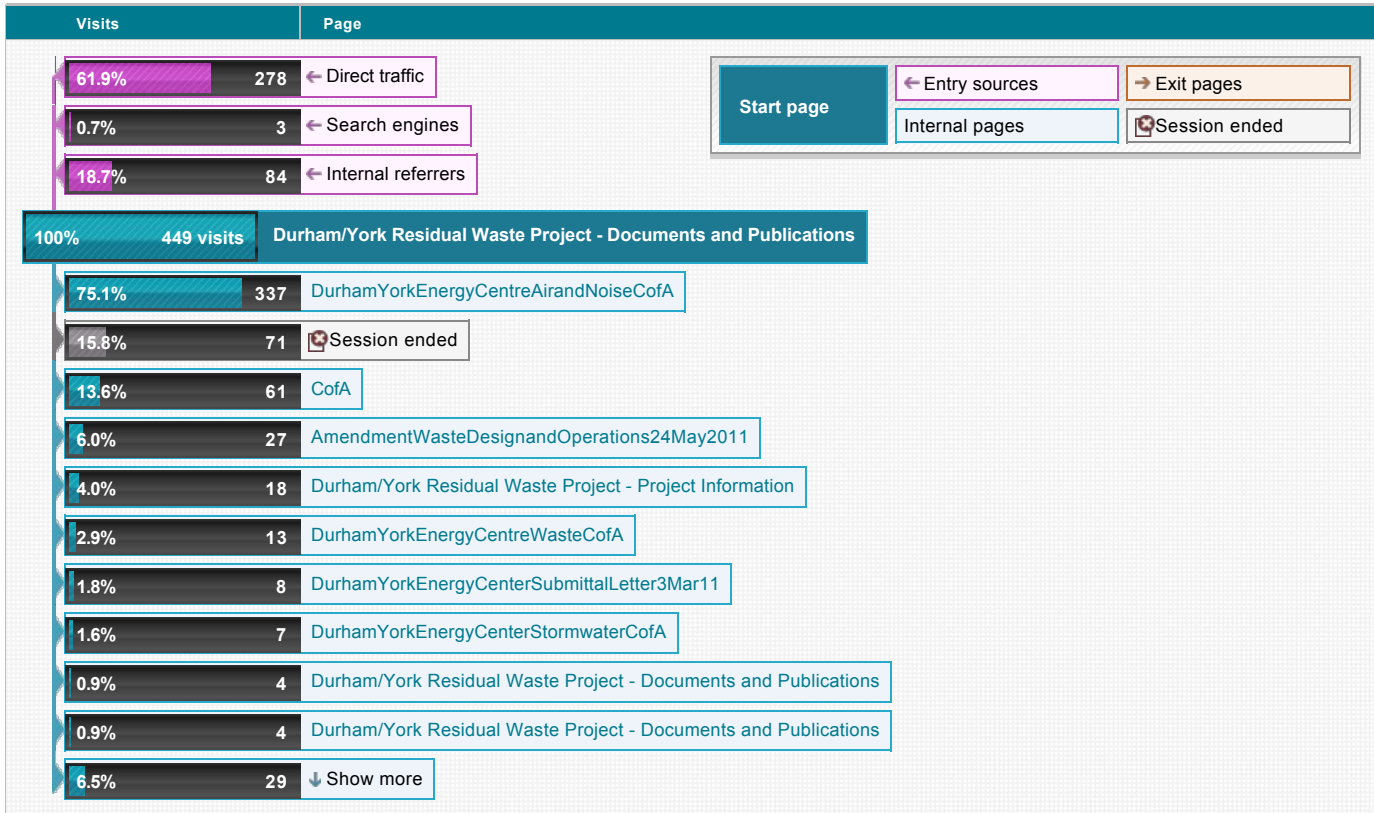 Visits Page
61.9% 278 ← Direct traffic
0.7% 3 ← Search engines
18.7% 84 ← Internal referrers
Start page
← Entry sources → Exit pages
Internal pages Session ended
100% 449 visits Durham/York Residual Waste Project - Documents and Publications
75.1% 337 DurhamYorkEnergyCentreAirandNoiseCofA
15.8% 71 Session ended
13.6% 61 CofA
6.0% 27 AmendmentWasteDesignandOperations24May2011
4.0% 18 Durham/York Residual Waste Project - Project Information
2.9% 13 DurhamYorkEnergyCentreWasteCofA
1.8% 8 DurhamYorkEnergyCenterSubmittalLetter3Mar11
1.6% 7 DurhamYorkEnergyCenterStormwaterCofA
0.9% 4 Durham/York Residual Waste Project - Documents and Publications
0.9% 4 Durham/York Residual Waste Project - Documents and Publications
6.5% 29 ↓ Show more